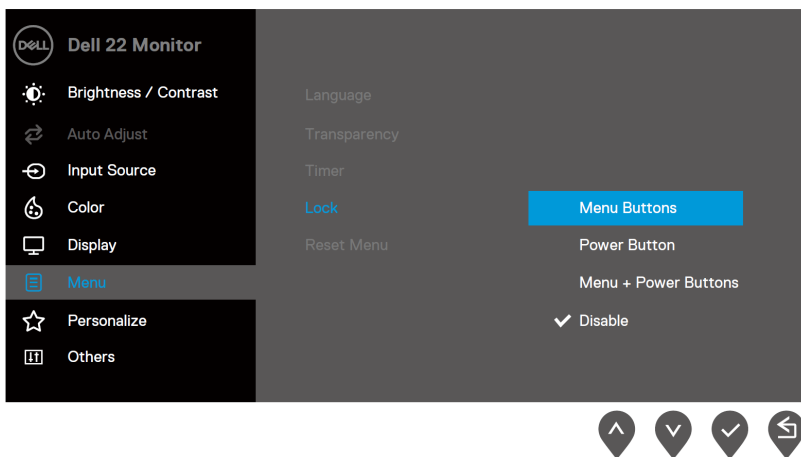 DELL Dell 22 Monitor
Brightness / Contrast
Language
Auto Adjust
Transparency
Input Source
Timer
Color
Lock
Menu Buttons
Display
Reset Menu
Power Button
Menu
Menu + Power Buttons
Personalize
Disable
Others